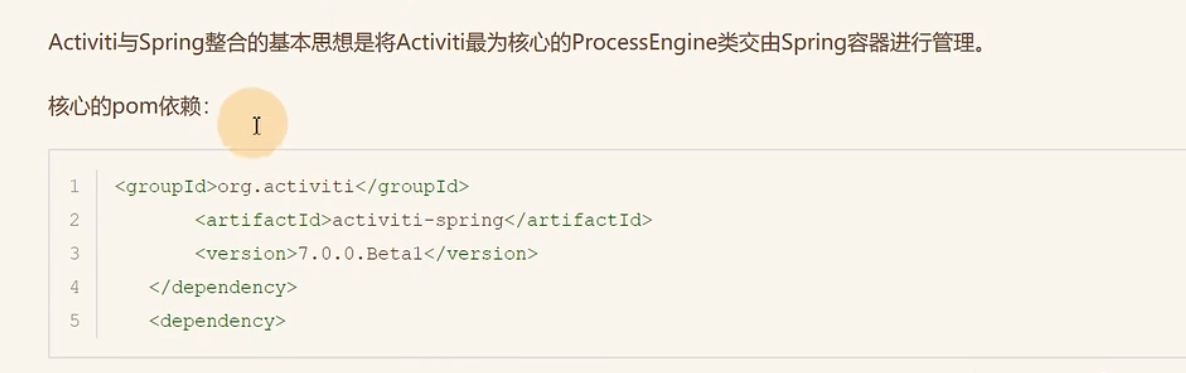 Activiti与Spring整合的基本思想是将Activiti最为核心的ProcessEngine类交由Spring容器进行管理。
核心的pom依赖：
1 <groupId>org.activiti</groupId>
2 <artifactId>activiti-spring</artifactId>
3 <version>7.0.0.Beta1</version>
4 </dependency>
5 <dependency>